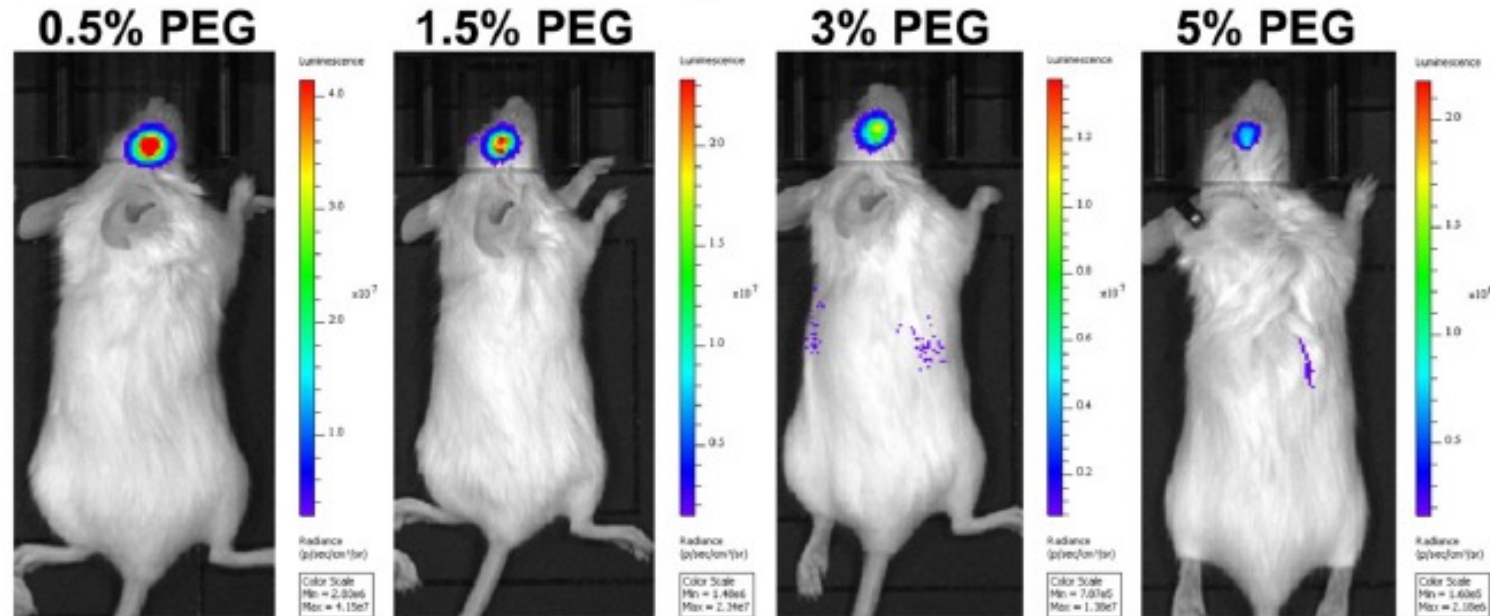 0.5% PEG
1.5% PEG
3% PEG
5% PEG
Luminescence
4.0
3.0
x10⁷
2.0
1.0
Radiance
(p/sec/cm²/sr)
Color Scale
Min = 2.00e6
Max = 4.15e7
Luminescence
2.0
1.5
x10⁷
1.0
0.5
Radiance
(p/sec/cm²/sr)
Color Scale
Min = 1.40e6
Max = 2.34e7
Luminescence
1.2
1.0
0.8
x10⁷
0.6
0.4
0.2
Radiance
(p/sec/cm²/sr)
Color Scale
Min = 7.07e5
Max = 1.38e7
Luminescence
2.0
1.5
1.0
0.5
Radiance
(p/sec/cm²/sr)
Color Scale
Min = 1.60e5